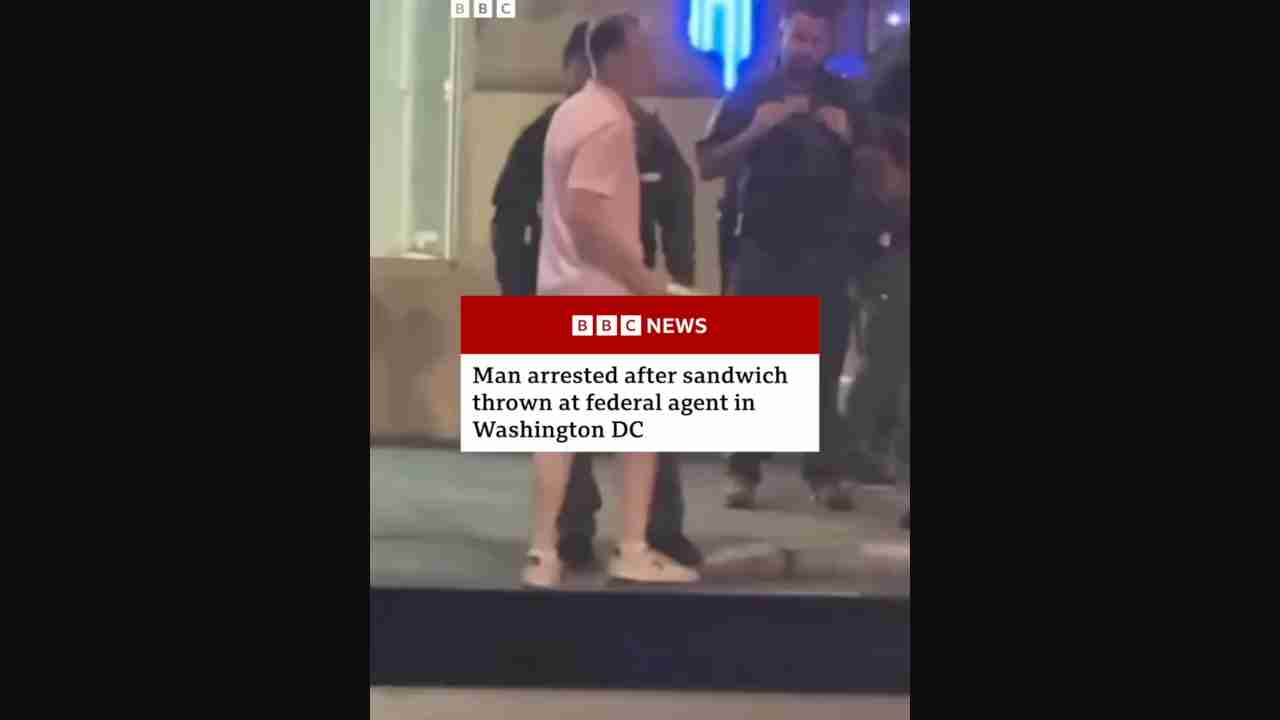 BBC
BBC NEWS
Man arrested after sandwich
thrown at federal agent in
Washington DC